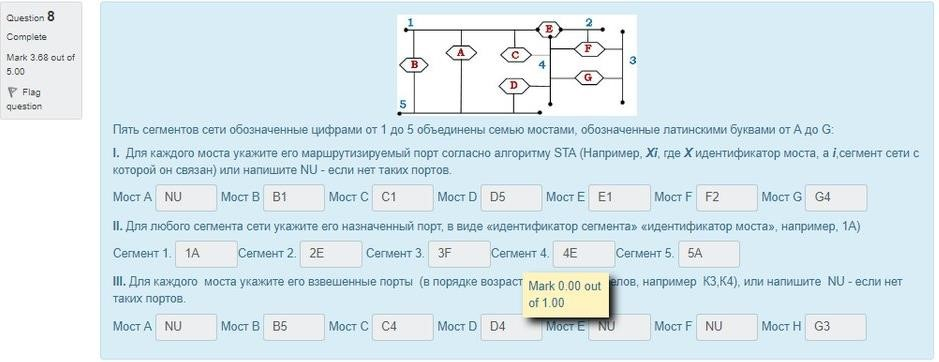 Question 8
Complete
Mark 3.68 out of
5.00
Flag
question
1 E 2
A C F
B 4 3
D G
5
Пять сегментов сети обозначенные цифрами от 1 до 5 объединены семью мостами, обозначенные латинскими буквами от A до G:
I. Для каждого моста укажите его маршрутизируемый порт согласно алгоритму STA (Например, Xi, где X идентификатор моста, а i,сегмент сети с
которой он связан) или напишите NU - если нет таких портов.
Мост A NU Мост B B1 Мост C C1 Мост D D5 Мост E E1 Мост F F2 Мост G G4
II. Для любого сегмента сети укажите его назначенный порт, в виде «идентификатор сегмента» «идентификатор моста», например, 1A)
Сегмент 1. 1A Сегмент 2. 2E Сегмент 3. 3F Сегмент 4. 4E Сегмент 5. 5A
III. Для каждого моста укажите его взвешенные порты (в порядке возраст елов, например K3,K4), или напишите NU - если нет
таких портов.
Mark 0.00 out
of 1.00
Мост A NU Мост B B5 Мост C C4 Мост D D4 Мост E NU Мост F NU Мост H G3